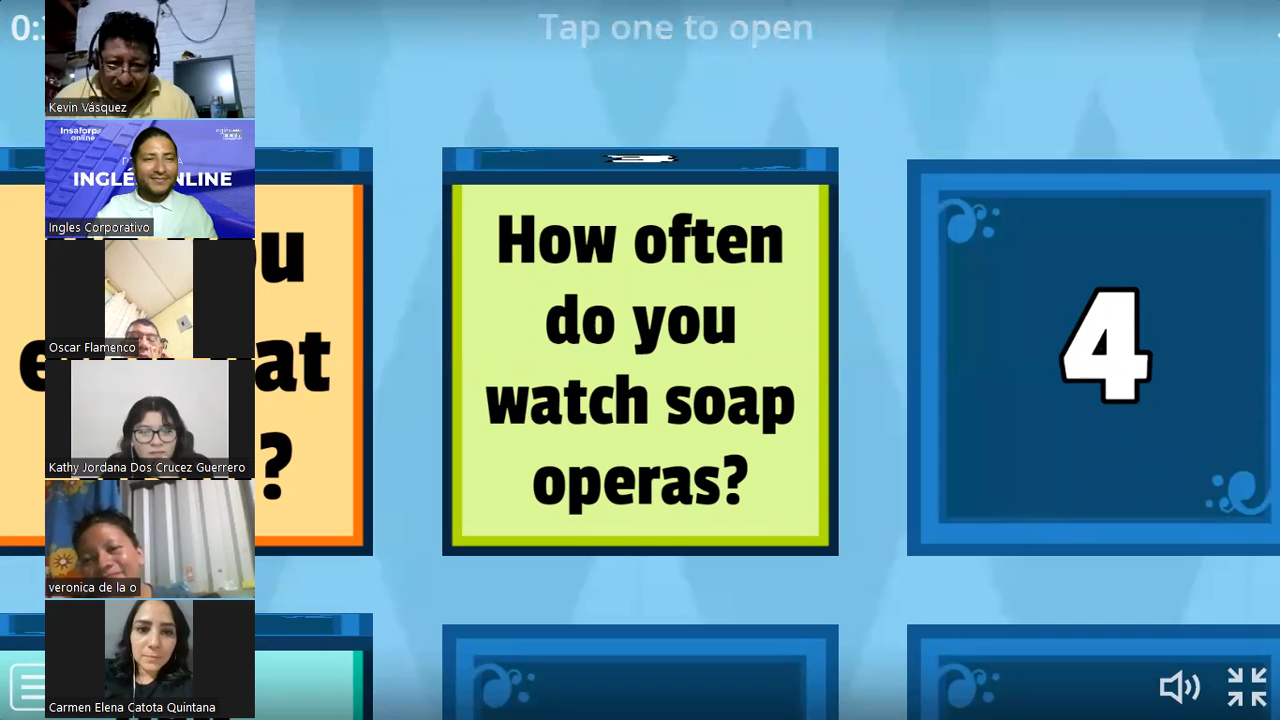 Tap one to open
Kevin Vásquez
Insaforp
online
INGLÉS ONLINE
Ingles Corporativo
Oscar Flamenco
Kathy Jordana Dos Crucez Guerrero
veronica de la o
Carmen Elena Catota Quintana
at
?
How often
do you
watch soap
operas?
4